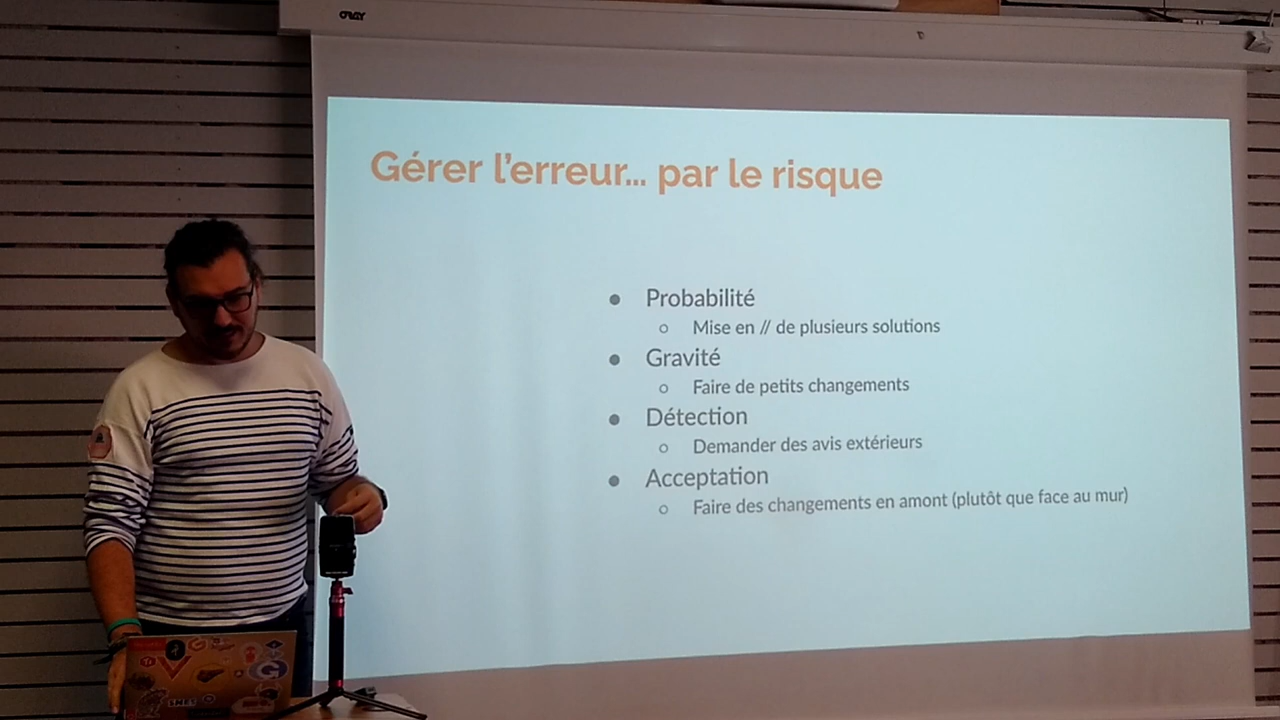 ORAY
Gérer l'erreur... par le risque
Probabilité
Mise en // de plusieurs solutions
Gravité
Faire de petits changements
Détection
Demander des avis extérieurs
Acceptation
Faire des changements en amont (plutôt que face au mur)